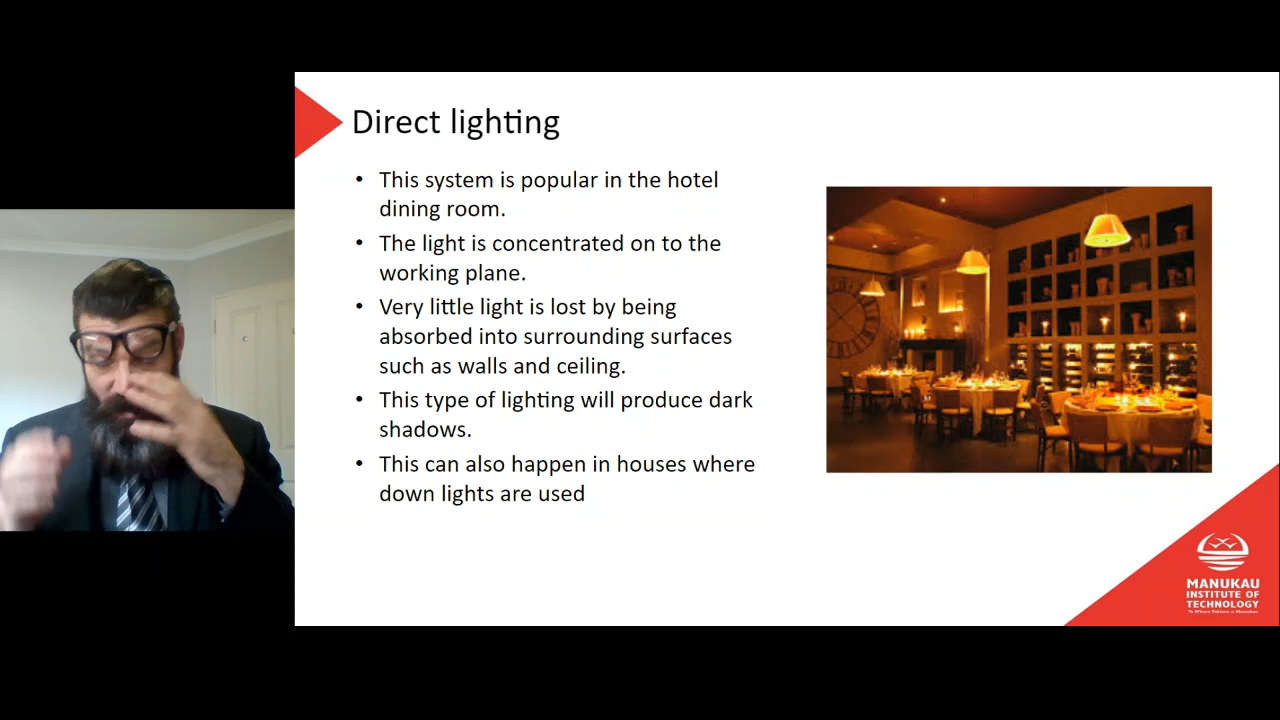 Direct lighting
• This system is popular in the hotel
dining room.
• The light is concentrated on to the
working plane.
• Very little light is lost by being
absorbed into surrounding surfaces
such as walls and ceiling.
• This type of lighting will produce dark
shadows.
• This can also happen in houses where
down lights are used
MANUKAU
INSTITUTE OF
TECHNOLOGY